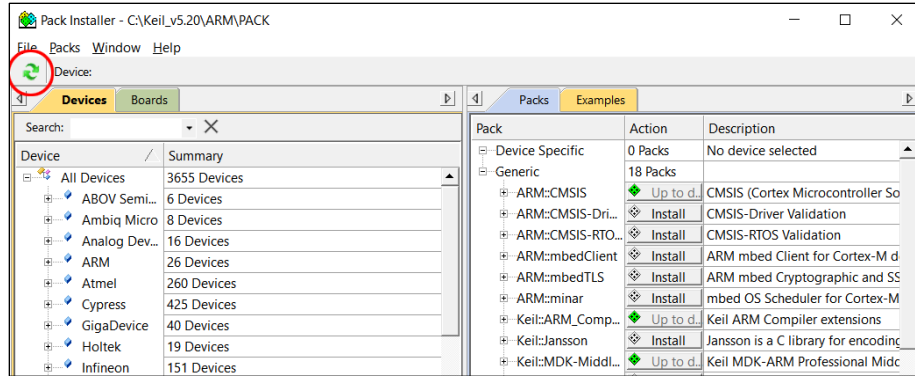 Pack Installer - C:\Keil_v5.20\ARM\PACK
File Packs Window Help
Device:
Devices Boards
Search:
Device Summary
All Devices 3655 Devices
ABOV Semi... 6 Devices
Ambiq Micro 8 Devices
Analog Dev... 16 Devices
ARM 26 Devices
Atmel 260 Devices
Cypress 425 Devices
GigaDevice 40 Devices
Holtek 19 Devices
Infineon 151 Devices
Packs Examples
Pack Action Description
Device Specific 0 Packs No device selected
Generic 18 Packs
ARM::CMSIS Up to d.. CMSIS (Cortex Microcontroller So
ARM::CMSIS-Dri... Install CMSIS-Driver Validation
ARM::CMSIS-RTO... Install CMSIS-RTOS Validation
ARM::mbedClient Install ARM mbed Client for Cortex-M d
ARM::mbedTLS Install ARM mbed Cryptographic and SS
ARM::minar Install mbed OS Scheduler for Cortex-M
Keil::ARM_Comp... Up to d.. Keil ARM Compiler extensions
Keil::Jansson Install Jansson is a C library for encoding
Keil::MDK-Middl... Up to d.. Keil MDK-ARM Professional Midd